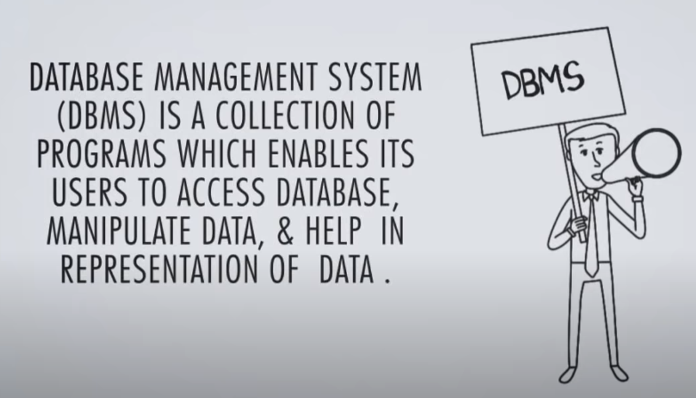 DATABASE MANAGEMENT SYSTEM
(DBMS) IS A COLLECTION OF
PROGRAMS WHICH ENABLES ITS
USERS TO ACCESS DATABASE,
MANIPULATE DATA, & HELP IN
REPRESENTATION OF DATA .
DBMS